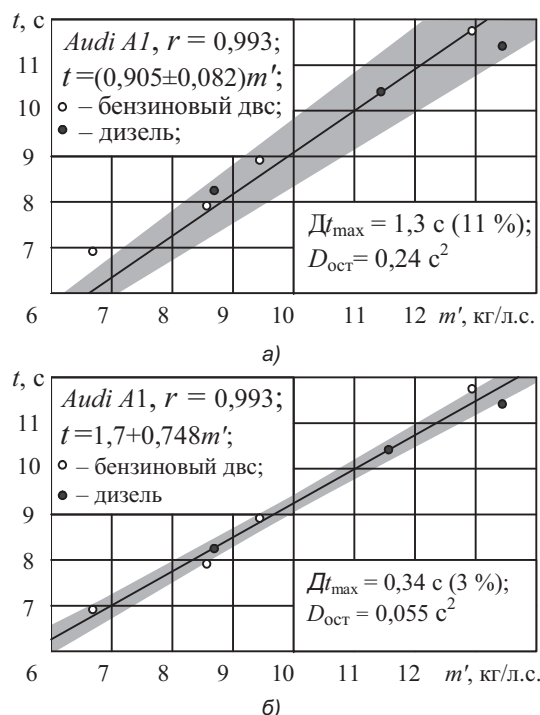 t, с
Audi A1, r = 0,993;
t=(0,905±0,082)m′;
– бензиновый двс;
– дизель;
11
10
9
8
7
Дtmax = 1,3 с (11 %);
Dост= 0,24 с²
6 7 8 9 10 11 12 m′, кг/л.с.
а)
t, с
Audi A1, r = 0,993;
t=1,7+0,748m′;
– бензиновый двс;
– дизель
11
10
9
8
7
Дtmax = 0,34 с (3 %);
Dост = 0,055 с²
6 7 8 9 10 11 12 m′, кг/л.с.
б)